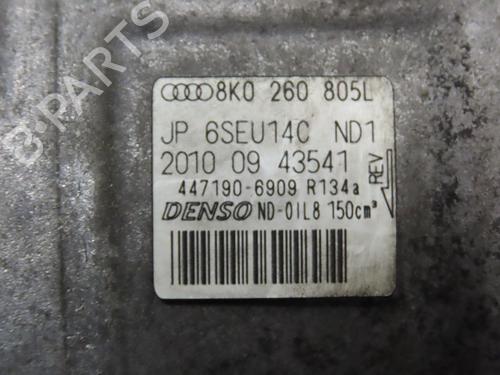 8K0 260 805L
JP 6SEU14C ND1
2010 09 43541
REV
447190-6909 R134a
DENSO ND-OIL8 150cm³
B PARTS